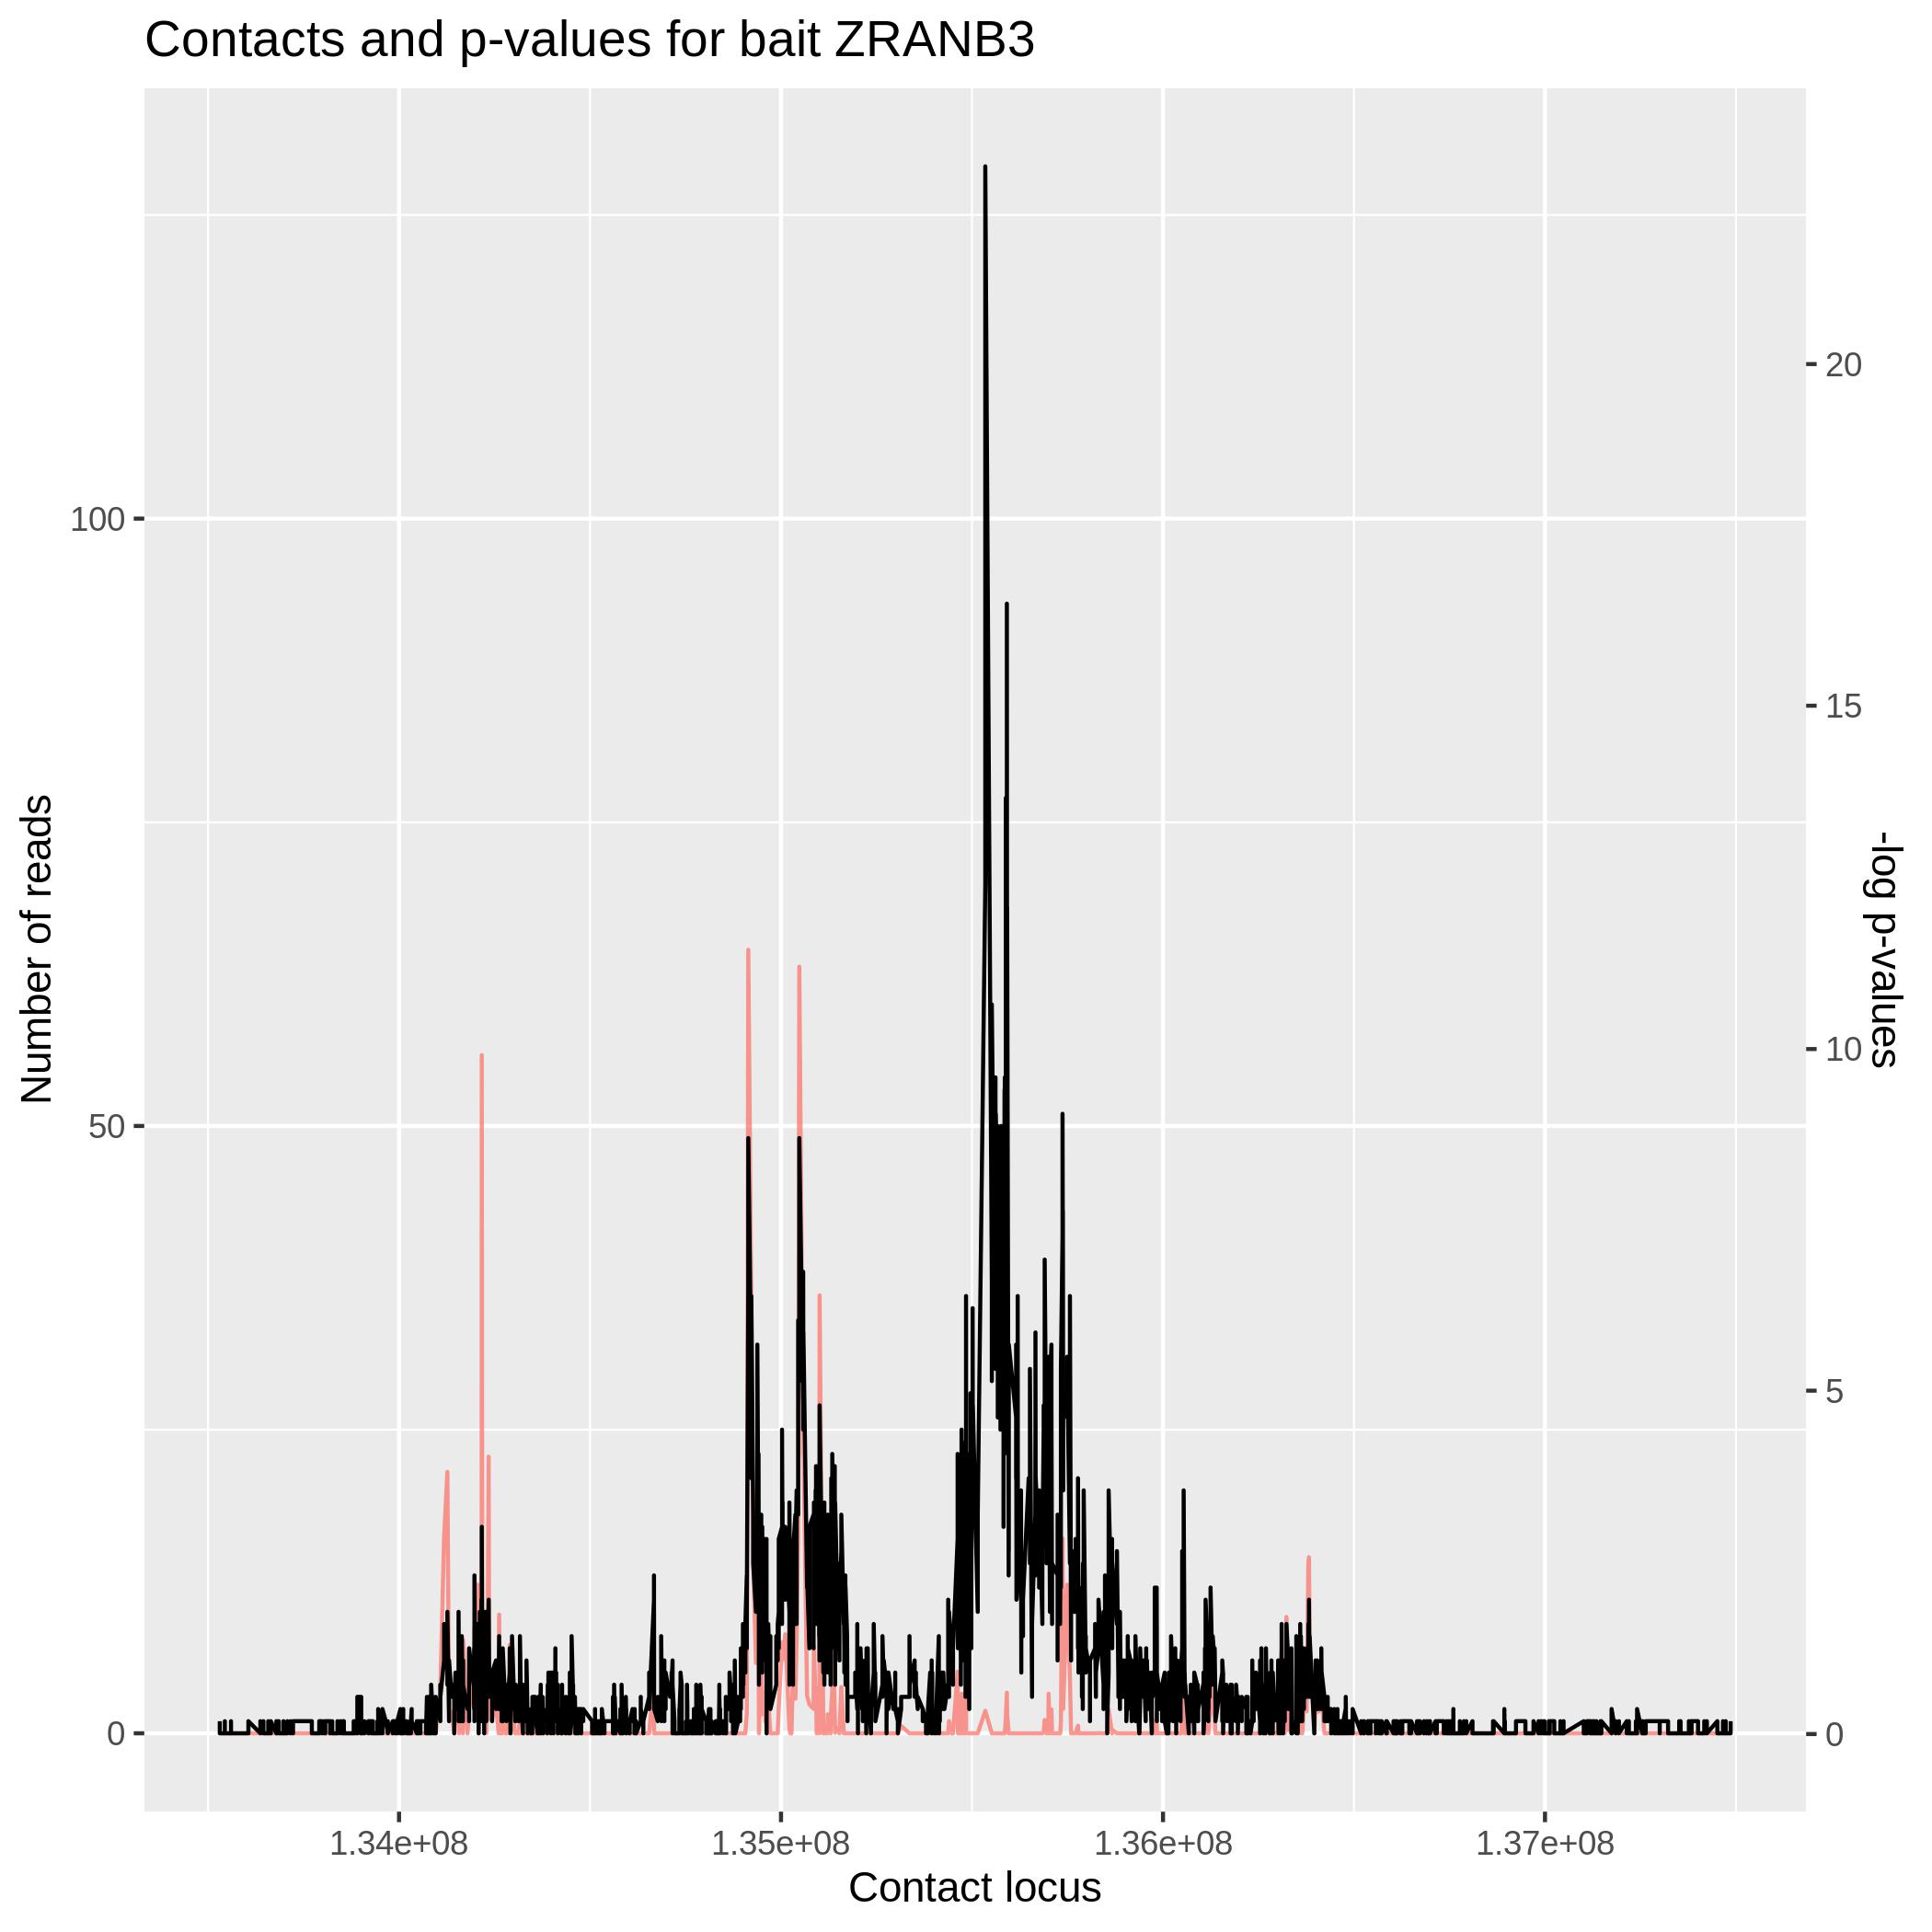 Contacts and p-values for bait ZRANB3
Number of reads
100
50
0
20
15
10
5
0
-log p-values
1.34e+08
1.35e+08
1.36e+08
1.37e+08
Contact locus